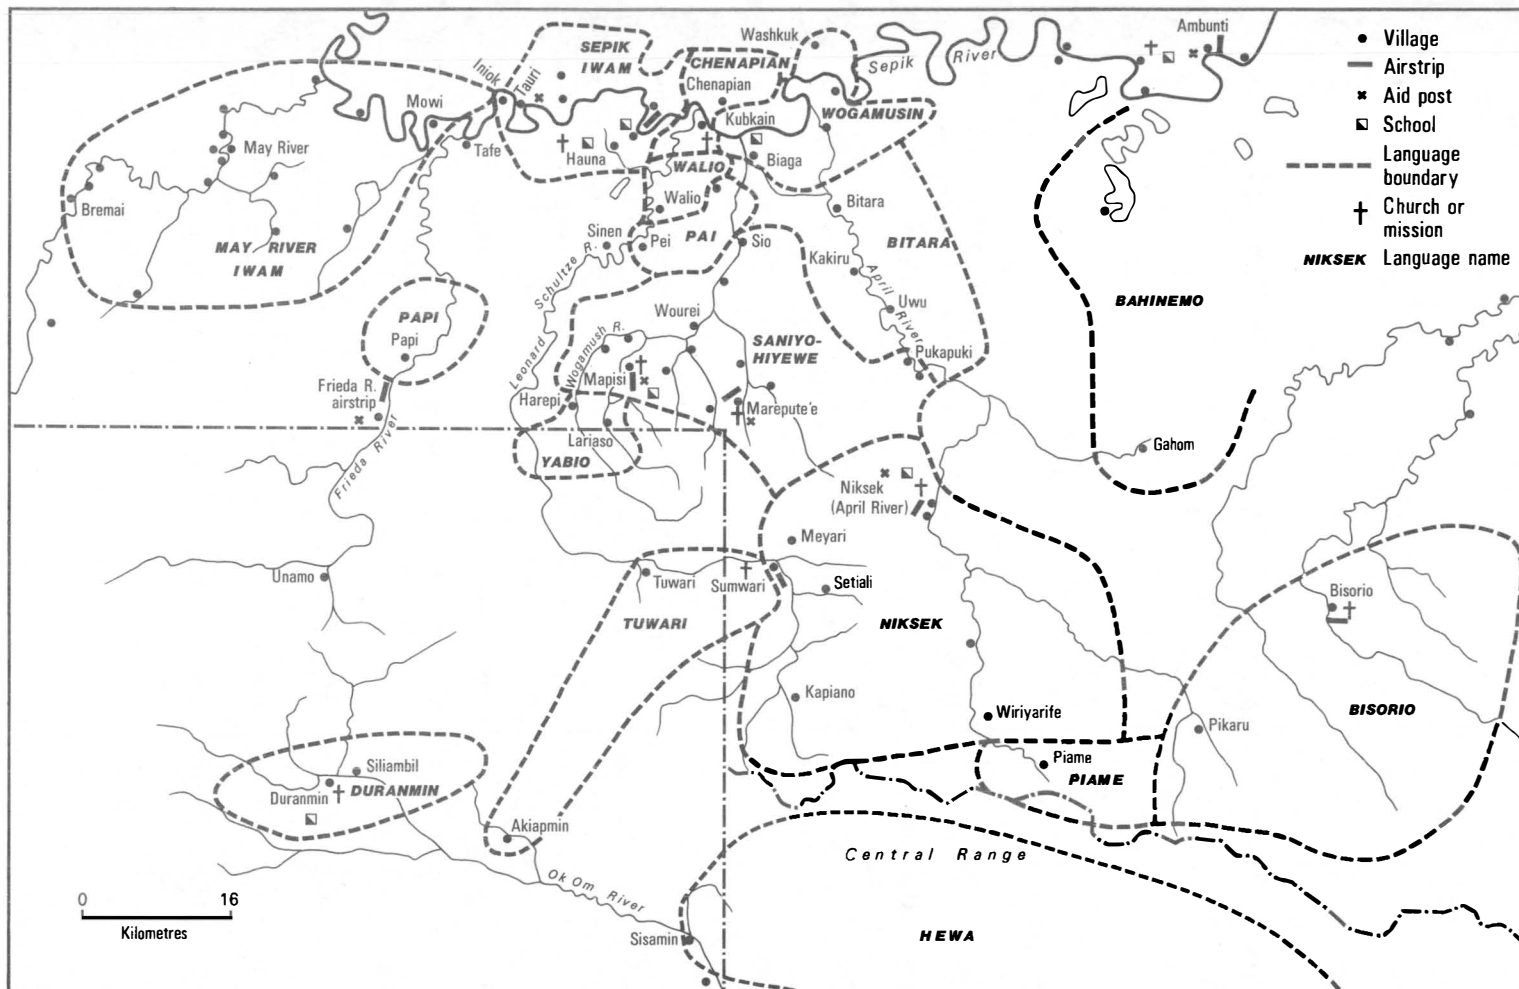 Ambunti
Village
Airstrip
Aid post
School
Language
boundary
Church or
mission
NIKSEK Language name
Washkuk
Sepik River
SEPIK
IWAM
CHENAPIAN
Chenapian
Iniok
Tauri
Mowi
Kubkain
WOGAMUSIN
May River
Tafe
Hauna
WALIO
Biaga
Bremai
Walio
Bitara
MAY RIVER
IWAM
Sinen
Pei
PAI
Sio
BITARA
Leonard Schultze R.
Kakiru
April River
BAHINEMO
PAPI
Papi
Wourei
Uwu
Wogamush R.
SANIYO-
HIYEWE
Pukapuki
Frieda R.
airstrip
Mapisi
Harepi
Marepute'e
Lariaso
YABIO
Gahom
Frieda River
Niksek
(April River)
Meyari
Unamo
Tuwari
Sumwari
Setiali
Bisorio
TUWARI
NIKSEK
Kapiano
Wiriyarife
Pikaru
BISORIO
Siliambil
Duranmin
DURANMIN
Piame
PIAME
Akiapmin
Central Range
Ok Om River
0 16
Kilometres
Sisamin
HEWA